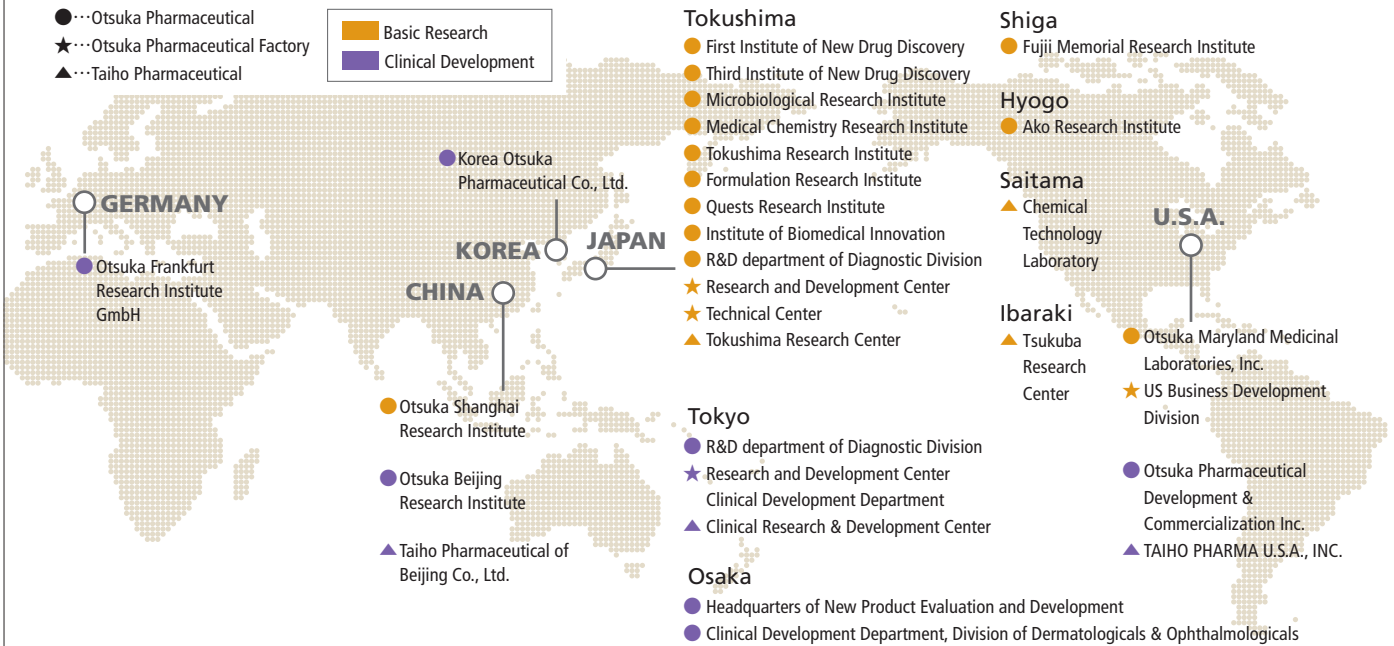 ●…Otsuka Pharmaceutical
★…Otsuka Pharmaceutical Factory
▲…Taiho Pharmaceutical
Basic Research
Clinical Development
GERMANY
Otsuka Frankfurt
Research Institute
GmbH
Korea Otsuka
Pharmaceutical Co., Ltd.
KOREA
CHINA
Otsuka Shanghai
Research Institute
Otsuka Beijing
Research Institute
Taiho Pharmaceutical of
Beijing Co., Ltd.
JAPAN
Tokushima
First Institute of New Drug Discovery
Third Institute of New Drug Discovery
Microbiological Research Institute
Medical Chemistry Research Institute
Tokushima Research Institute
Formulation Research Institute
Quests Research Institute
Institute of Biomedical Innovation
R&D department of Diagnostic Division
Research and Development Center
Technical Center
Tokushima Research Center
Tokyo
R&D department of Diagnostic Division
Research and Development Center
Clinical Development Department
Clinical Research & Development Center
Osaka
Headquarters of New Product Evaluation and Development
Clinical Development Department, Division of Dermatologicals & Ophthalmologicals
Shiga
Fujii Memorial Research Institute
Hyogo
Ako Research Institute
Saitama
Chemical
Technology
Laboratory
Ibaraki
Tsukuba
Research
Center
U.S.A.
Otsuka Maryland Medicinal
Laboratories, Inc.
US Business Development
Division
Otsuka Pharmaceutical
Development &
Commercialization Inc.
TAIHO PHARMA U.S.A., INC.